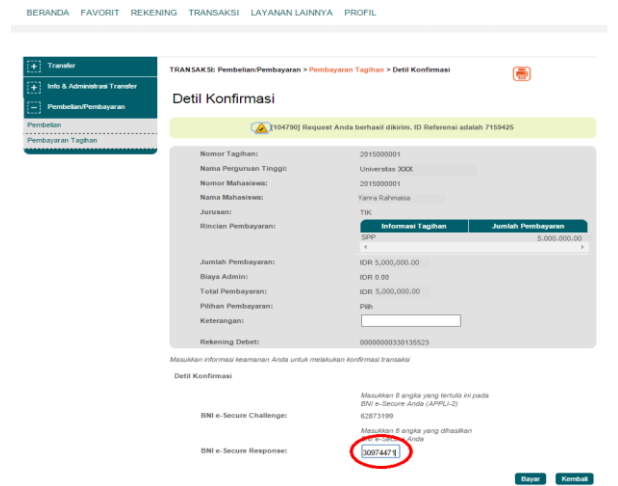 BERANDA FAVORIT REKENING TRANSAKSI LAYANAN LAINNYA PROFIL
Transfer
Info & Administrasi Transfer
Pembelian/Pembayaran
Pembelian
Pembayaran Tagihan
TRANSAKSI: Pembelian/Pembayaran > Pembayaran Tagihan > Detil Konfirmasi
Detil Konfirmasi
[104790] Request Anda berhasil dikirim. ID Referensi adalah 7159425
Nomor Tagihan: 2015000001
Nama Perguruan Tinggi: Universitas XXX
Nomor Mahasiswa: 2015000001
Nama Mahasiswa: Yanra Rahmaisa
Jurusan: TIK
Rincian Pembayaran: Informasi Tagihan Jumlah Pembayaran
SPP 5.000.000.00
Jumlah Pembayaran: IDR 5,000,000.00
Biaya Admin: IDR 0.00
Total Pembayaran: IDR 5,000,000.00
Pilihan Pembayaran: Pilih
Keterangan:
Rekening Debet: 00000000330135523
Masukkan informasi keamanan Anda untuk melakukan konfirmasi transaksi
Detil Konfirmasi
Masukkan 8 angka yang tertulis ini pada
BNI e-Secure Anda (APPLI-2)
BNI e-Secure Challenge: 62873199
Masukkan 8 angka yang dihasilkan
BNI e-Secure Anda
BNI e-Secure Response: 30974471
Bayar Kembali